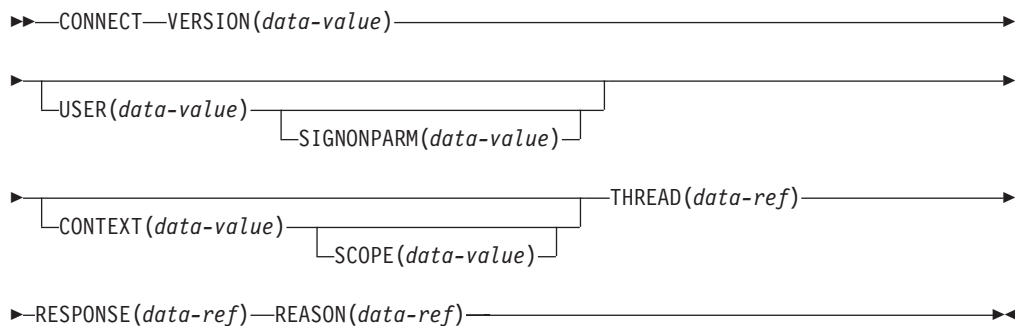 CONNECT VERSION(data-value)
USER(data-value)
SIGNONPARM(data-value)
CONTEXT(data-value)
SCOPE(data-value)
THREAD(data-ref)
RESPONSE(data-ref) REASON(data-ref)